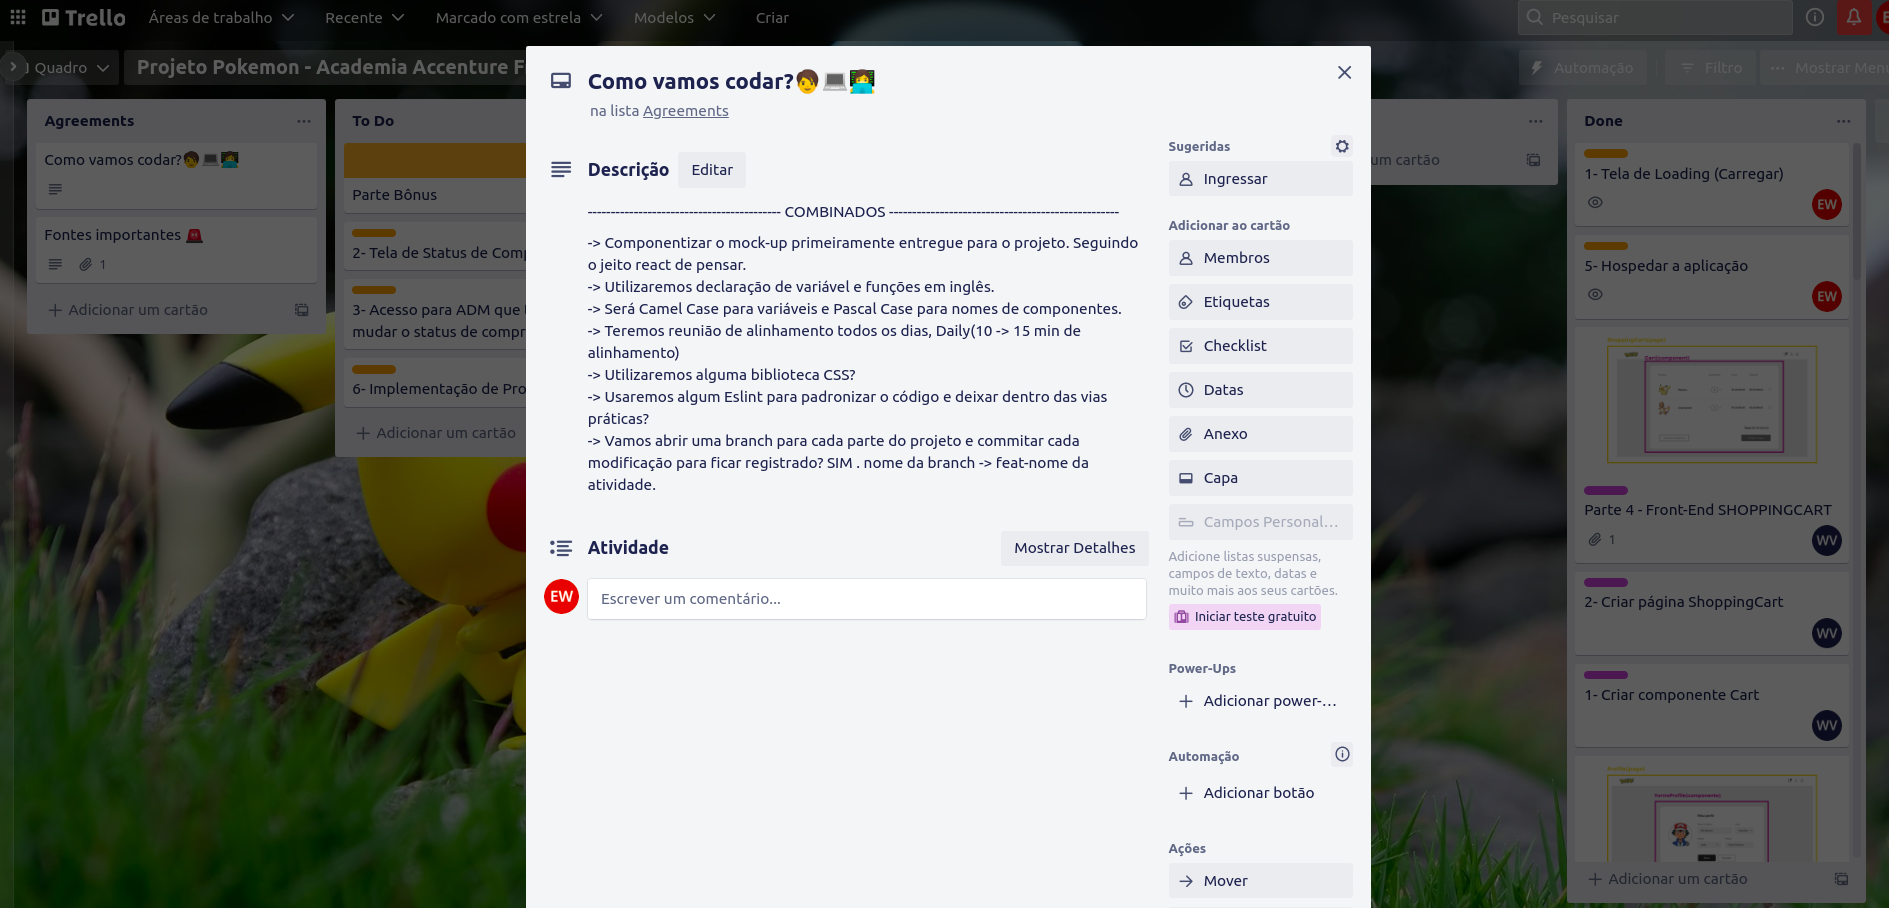 Trello
Áreas de trabalho
Recente
Marcado com estrela
Modelos
Criar
Pesquisar
Quadro
Projeto Pokemon - Academia Accenture
Automação
Filtro
Mostrar Menu
Agreements
Como vamos codar?🧑💻👩‍💻
Fontes importantes 🚨
1
Adicionar um cartão
To Do
Parte Bônus
2- Tela de Status de
3- Acesso para ADM que
mudar o status de
6- Implementação de
Adicionar um cartão
Como vamos codar?🧑💻👩‍💻
na lista Agreements
Descrição
Editar
------------------------------------------ COMBINADOS --------------------------------------------------
-> Componentizar o mock-up primeiramente entregue para o projeto. Seguindo
o jeito react de pensar.
-> Utilizaremos declaração de variável e funções em inglês.
-> Será Camel Case para variáveis e Pascal Case para nomes de componentes.
-> Teremos reunião de alinhamento todos os dias, Daily(10 -> 15 min de
alinhamento)
-> Utilizaremos alguma biblioteca CSS?
-> Usaremos algum Eslint para padronizar o código e deixar dentro das vias
práticas?
-> Vamos abrir uma branch para cada parte do projeto e commitar cada
modificação para ficar registrado? SIM . nome da branch -> feat-nome da
atividade.
Atividade
Mostrar Detalhes
EW
Escrever um comentário...
Sugeridas
Ingressar
Adicionar ao cartão
Membros
Etiquetas
Checklist
Datas
Anexo
Capa
Campos Personal...
Adicione listas suspensas,
campos de texto, datas e
muito mais aos seus cartões.
Iniciar teste gratuito
Power-Ups
Adicionar power-...
Automação
Adicionar botão
Ações
Mover
um cartão
Done
1- Tela de Loading (Carregar)
EW
5- Hospedar a aplicação
EW
Parte 4 - Front-End SHOPPINGCART
1
WV
2- Criar página ShoppingCart
WV
1- Criar componente Cart
WV
Adicionar um cartão